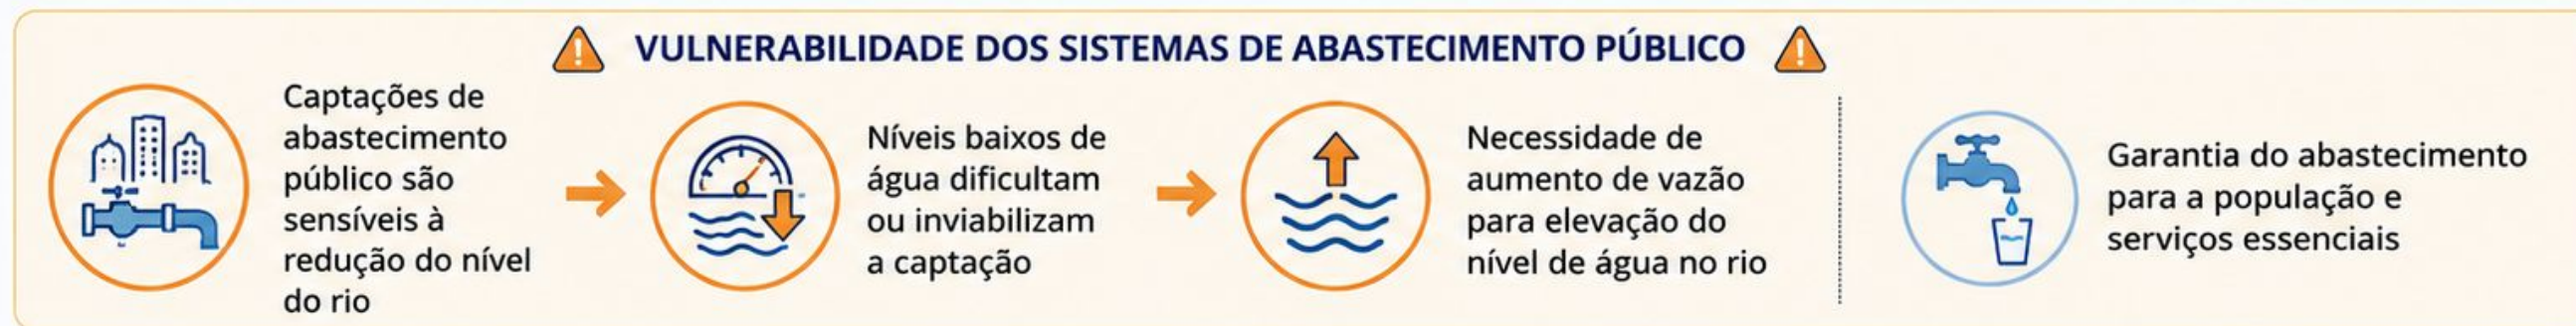 VULNERABILIDADE DOS SISTEMAS DE ABASTECIMENTO PÚBLICO
Captações de
abastecimento
público são
sensíveis à
redução do nível
do rio
Níveis baixos de
água dificultam
ou inviabilizam
a captação
Necessidade de
aumento de vazão
para elevação do
nível de água no rio
Garantia do abastecimento
para a população e
serviços essenciais